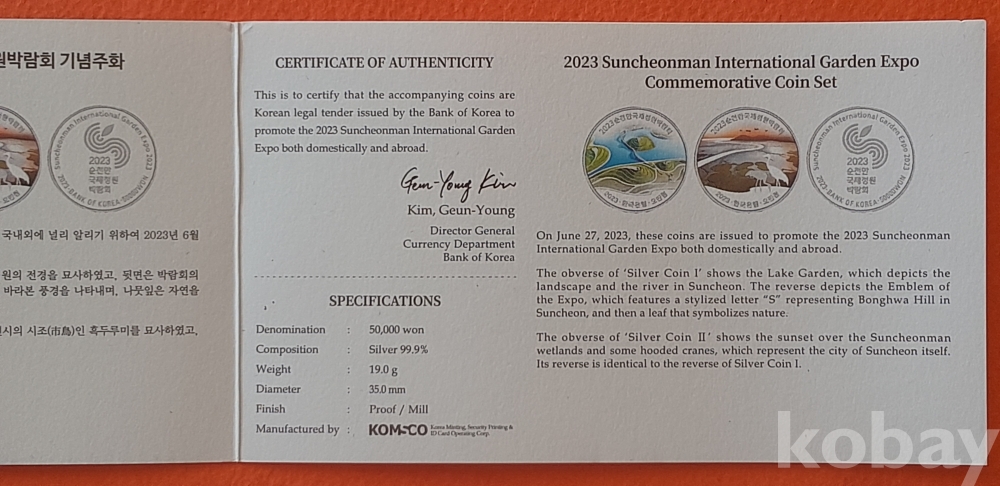 원박람회 기념주화
2023
순천만
국제정원
박람회
국내외에 널리 알리기 위하여 2023년 6월
원의 전경을 묘사하였고, 뒷면은 박람회의
바라본 풍경을 나타내며, 나뭇잎은 자연을
시의 시조(市鳥)인 흑두루미를 묘사하였고,
CERTIFICATE OF AUTHENTICITY
This is to certify that the accompanying coins are
Korean legal tender issued by the Bank of Korea to
promote the 2023 Suncheonman International Garden
Expo both domestically and abroad.
Geun-Young Kim
Kim, Geun-Young
Director General
Currency Department
Bank of Korea
SPECIFICATIONS
Denomination : 50,000 won
Composition : Silver 99.9%
Weight : 19.0 g
Diameter : 35.0 mm
Finish : Proof / Mill
Manufactured by : KOMSCO Korea Minting, Security Printing &
ID Card Operating Corp.
2023 Suncheonman International Garden Expo
Commemorative Coin Set
2023순천만국제정원박람회
한국은행·오만원
2023순천만국제정원박람회
한국은행·오만원
Suncheonman International Garden Expo 2023
2023
순천만
국제정원
박람회
2023·BANK OF KOREA·50000WON
On June 27, 2023, these coins are issued to promote the 2023 Suncheonman
International Garden Expo both domestically and abroad.
The obverse of ‘Silver Coin Ⅰ’ shows the Lake Garden, which depicts the
landscape and the river in Suncheon. The reverse depicts the Emblem of
the Expo, which features a stylized letter “S” representing Bonghwa Hill in
Suncheon, and then a leaf that symbolizes nature.
The obverse of ‘Silver Coin Ⅱ’ shows the sunset over the Suncheonman
wetlands and some hooded cranes, which represent the city of Suncheon itself.
Its reverse is identical to the reverse of Silver Coin Ⅰ.
kobay